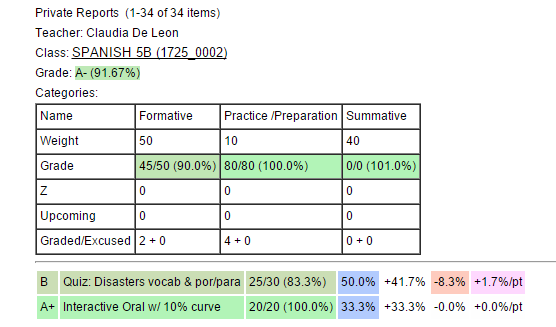 Private Reports (1-34 of 34 items)
Teacher: Claudia De Leon
Class: SPANISH 5B (1725_0002)
Grade: A- (91.67%)
Categories:
Name Formative Practice /Preparation Summative
Weight 50 10 40
Grade 45/50 (90.0%) 80/80 (100.0%) 0/0 (101.0%)
Z 0 0 0
Upcoming 0 0 0
Graded/Excused 2 + 0 4 + 0 0 + 0
B Quiz: Disasters vocab & por/para 25/30 (83.3%) 50.0% +41.7% -8.3% +1.7%/pt
A+ Interactive Oral w/ 10% curve 20/20 (100.0%) 33.3% +33.3% -0.0% +0.0%/pt